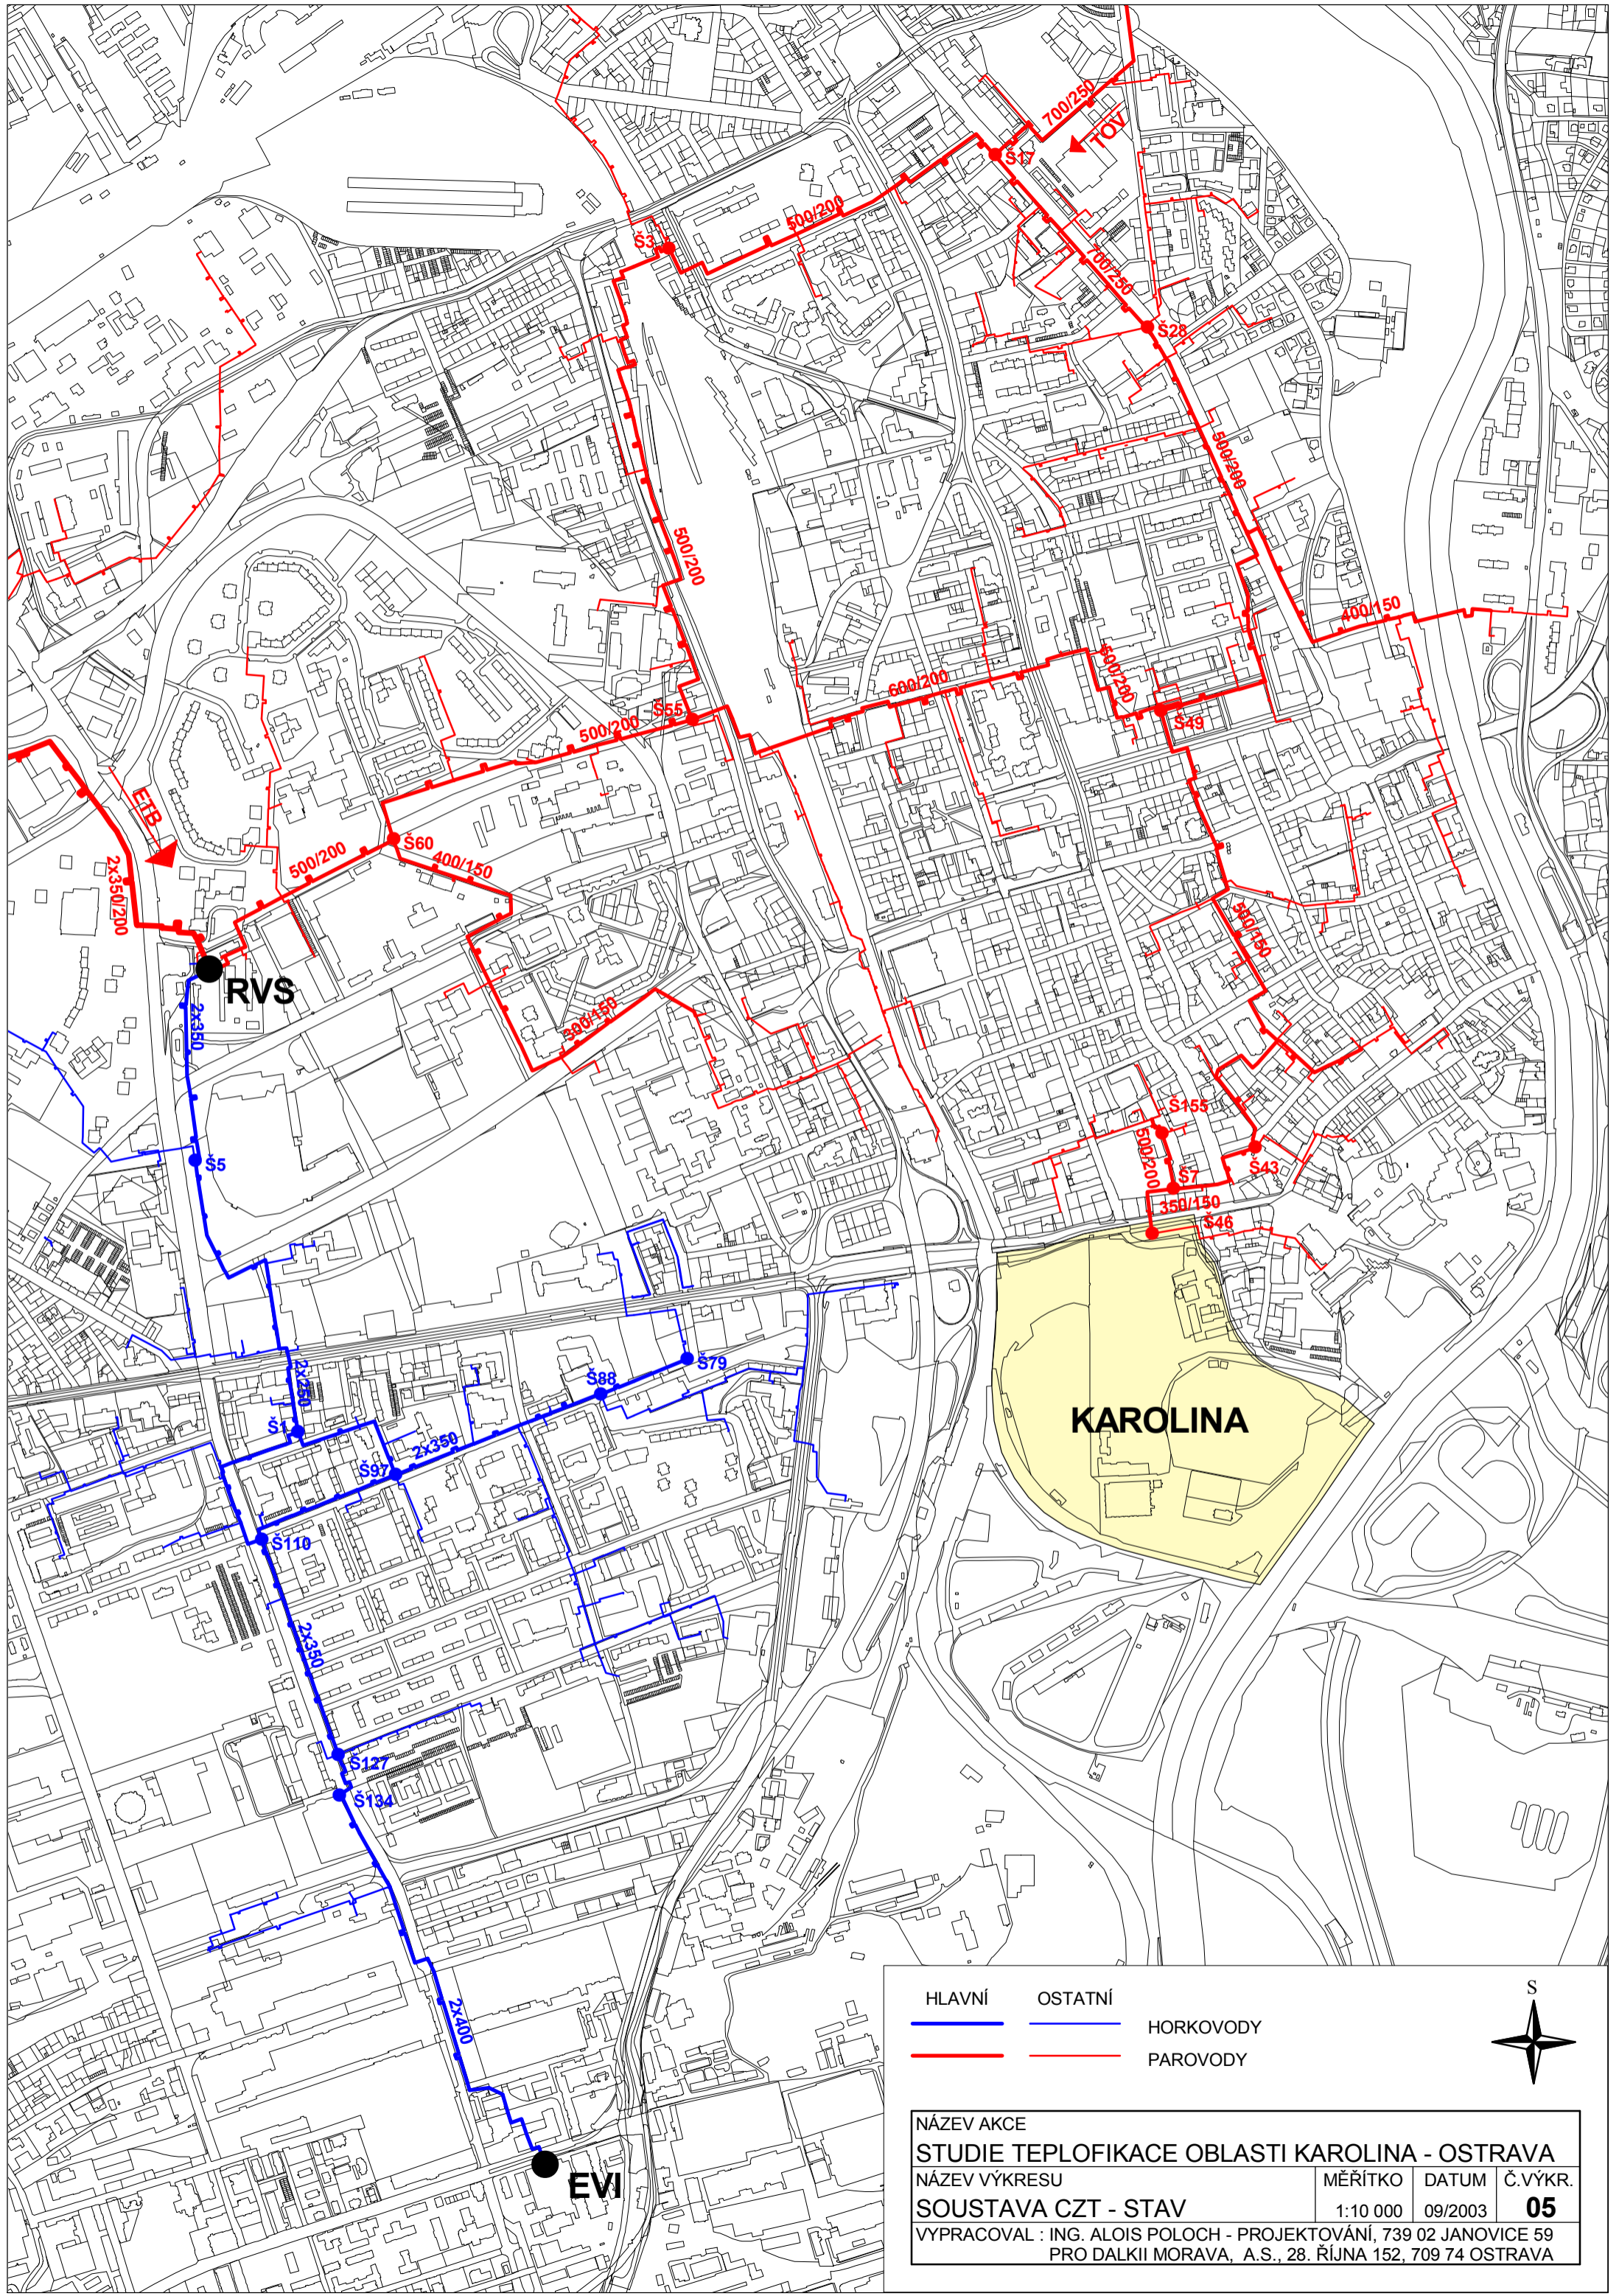 700/250
TOV
Š17
500/200
Š3
700/250
Š28
500/200
500/200
400/150
600/200
500/200
Š55
500/200
Š49
ETB
Š60
500/200
400/150
2x350/200
500/150
RVS
2x350
300/150
Š155
500/200
Š5
Š43
Š7
350/150
Š46
Š79
2x250
Š88
KAROLINA
Š1
2x350
Š97
Š110
2x350
Š127
Š134
2x400
EVI
HLAVNÍ OSTATNÍ
S
HORKOVODY
PAROVODY
NÁZEV AKCE
STUDIE TEPLOFIKACE OBLASTI KAROLINA - OSTRAVA
NÁZEV VÝKRESU MĚŘÍTKO DATUM Č.VÝKR.
SOUSTAVA CZT - STAV 1:10 000 09/2003 05
VYPRACOVAL : ING. ALOIS POLOCH - PROJEKTOVÁNÍ, 739 02 JANOVICE 59
PRO DALKII MORAVA, A.S., 28. ŘÍJNA 152, 709 74 OSTRAVA